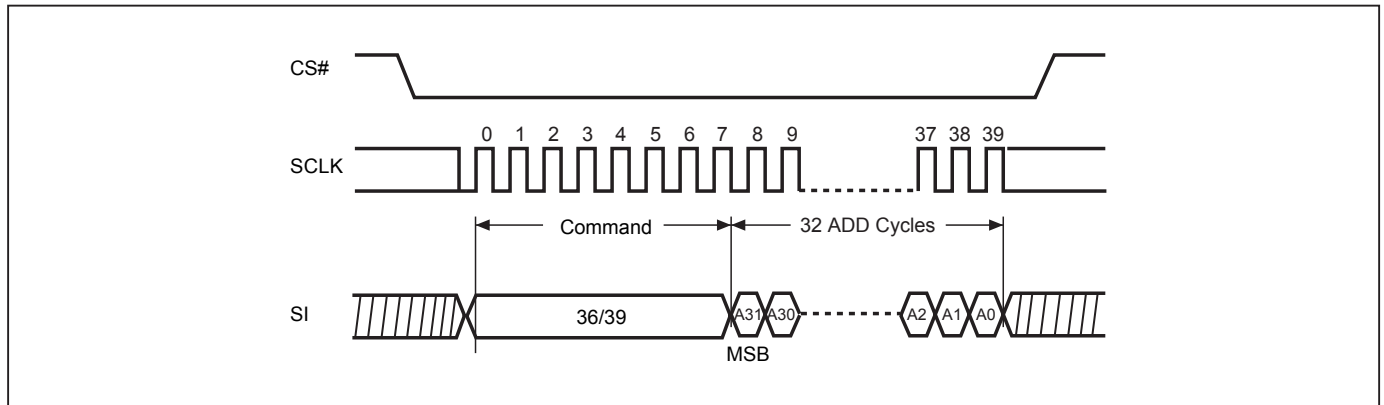 CS#
0 1 2 3 4 5 6 7 8 9 37 38 39
SCLK
Command 32 ADD Cycles
SI 36/39 A31 A30 A2 A1 A0
MSB